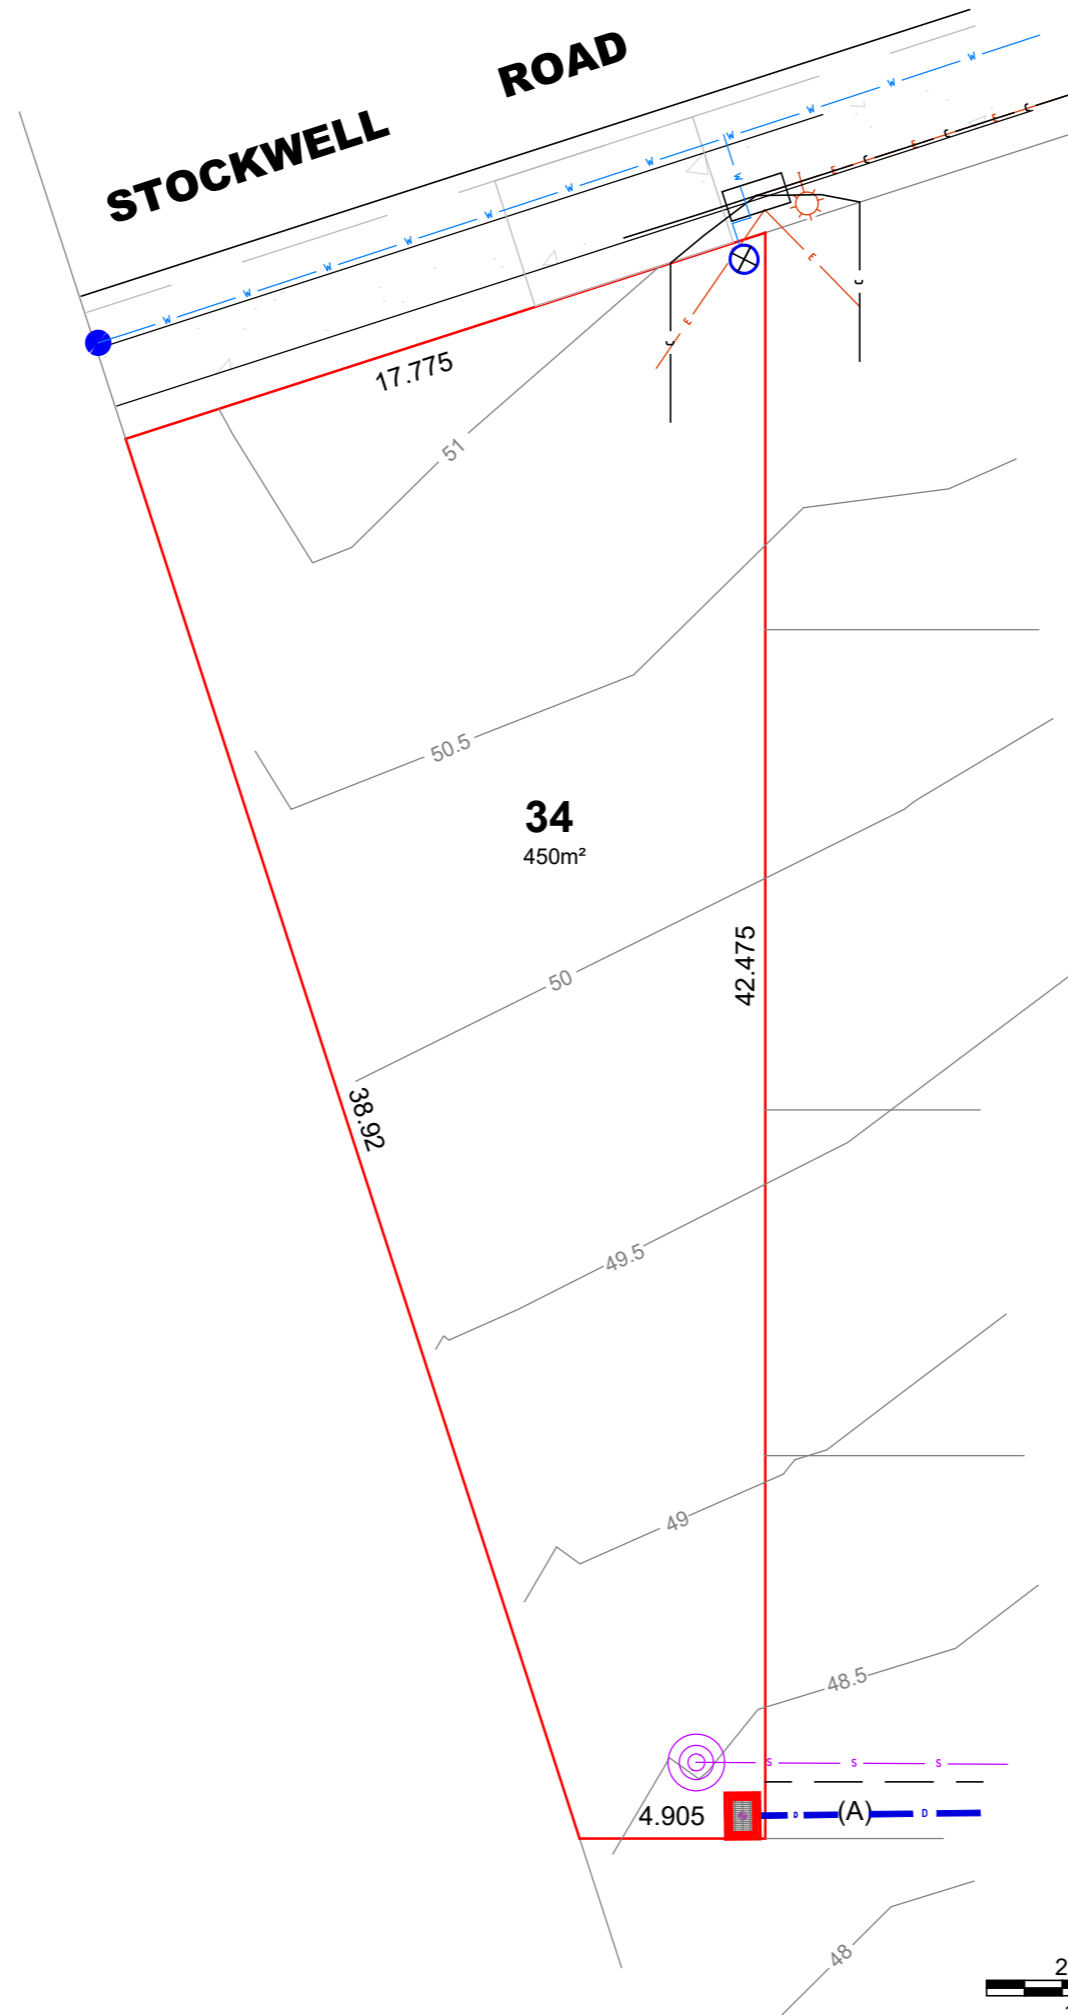 STOCKWELL ROAD
W W W W W W W W W W W
W
E C E C E C
E
E
C
C
17.775
51
50.5
34
450m²
42.475
50
38.92
49.5
49
48.5
S S S
4.905
D (A) D
48
2